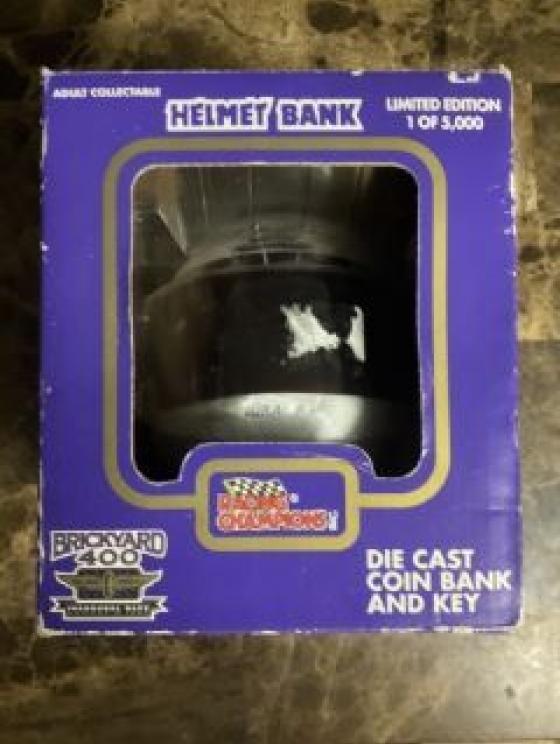 ADULT COLLECTABLE
HELMET BANK
LIMITED EDITION
1 OF 5,000
RACING
CHAMPIONS
BRICKYARD
400
INAUGURAL RACE
DIE CAST
COIN BANK
AND KEY